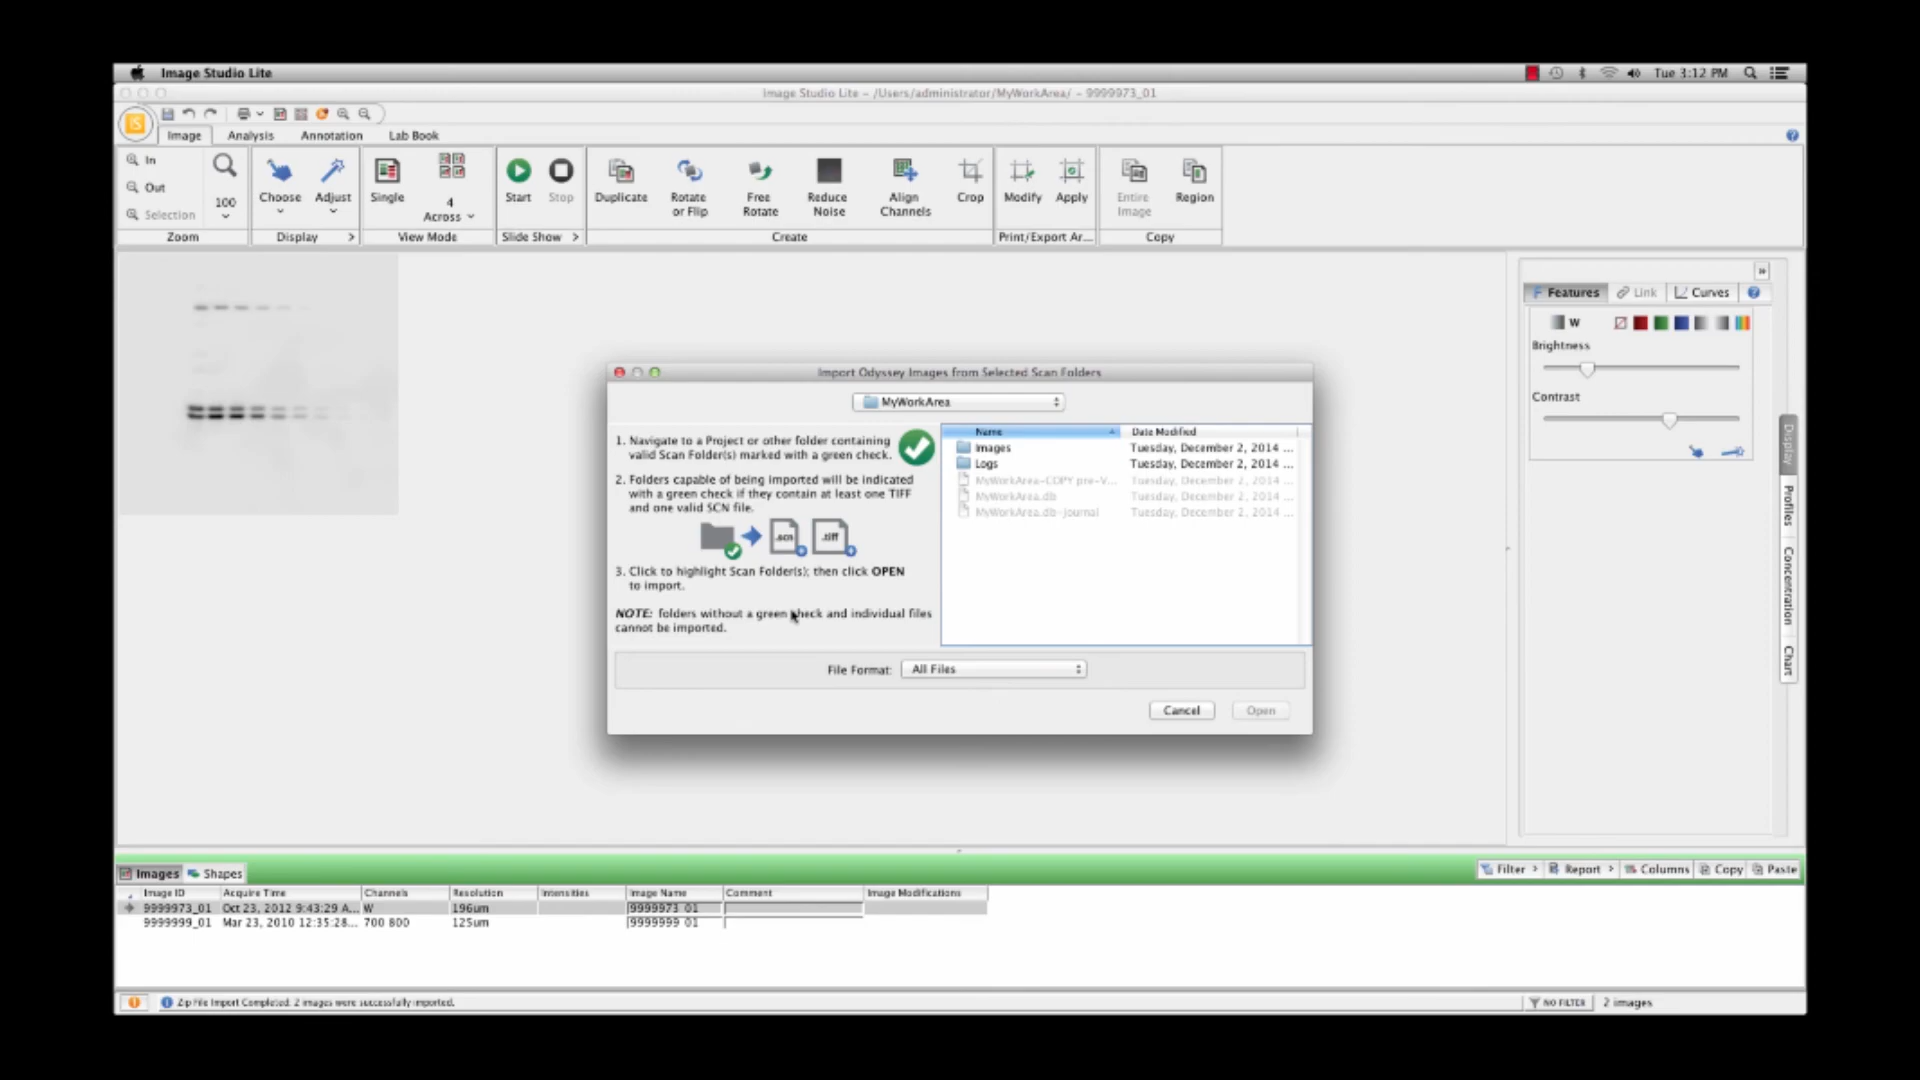 Image Studio Lite
Tue 3:12 PM
Image Studio Lite - /Users/administrator/MyWorkArea/ - 9999973_01
Image Analysis Annotation Lab Book
In
Out
Selection
100
Zoom
Choose Adjust
Display
Single
4
Across
View Mode
Start Stop
Slide Show
Duplicate
Rotate
or Flip
Free
Rotate
Reduce
Noise
Align
Channels
Crop
Create
Modify Apply
Print/Export Ar...
Entire
Image
Region
Copy
Features Link Curves
W
Brightness
Contrast
Display
Profiles
Concentration
Chart
Import Odyssey Images from Selected Scan Folders
MyWorkArea
1. Navigate to a Project or other folder containing
valid Scan Folder(s) marked with a green check.
2. Folders capable of being imported will be indicated
with a green check if they contain at least one TIFF
and one valid SCN file.
.scn .tiff
3. Click to highlight Scan Folder(s); then click OPEN
to import.
NOTE: folders without a green check and individual files
cannot be imported.
Name Date Modified
Images Tuesday, December 2, 2014 ...
Logs Tuesday, December 2, 2014 ...
MyWorkArea-COPY pre-V... Tuesday, December 2, 2014 ...
MyWorkArea.db Tuesday, December 2, 2014 ...
MyWorkArea.db-journal Tuesday, December 2, 2014 ...
File Format: All Files
Cancel Open
Images Shapes
Filter Report Columns Copy Paste
Image ID Acquire Time Channels Resolution Intensities Image Name Comment Image Modifications
9999973_01 Oct 23, 2012 9:43:29 A... W 196um 9999973_01
9999999_01 Mar 23, 2010 12:35:28... 700 800 125um 9999999_01
Zip File Import Completed. 2 images were successfully imported.
NO FILTER 2 images